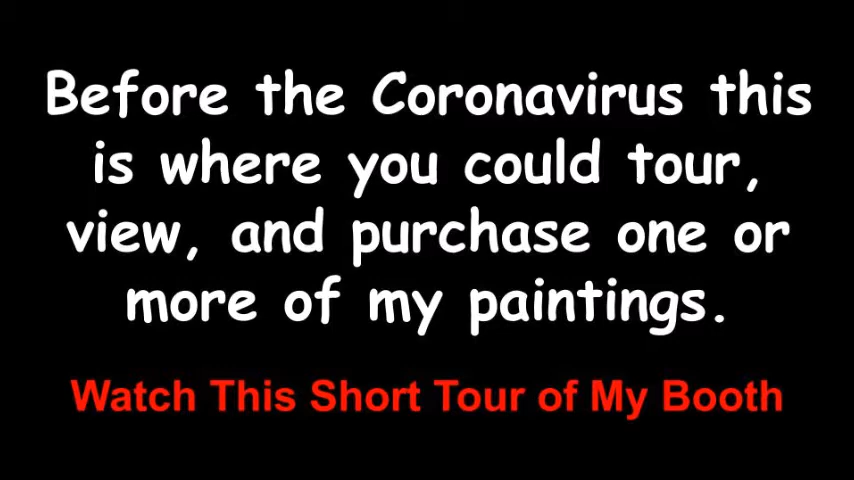 Before the Coronavirus this
is where you could tour,
view, and purchase one or
more of my paintings.
Watch This Short Tour of My Booth